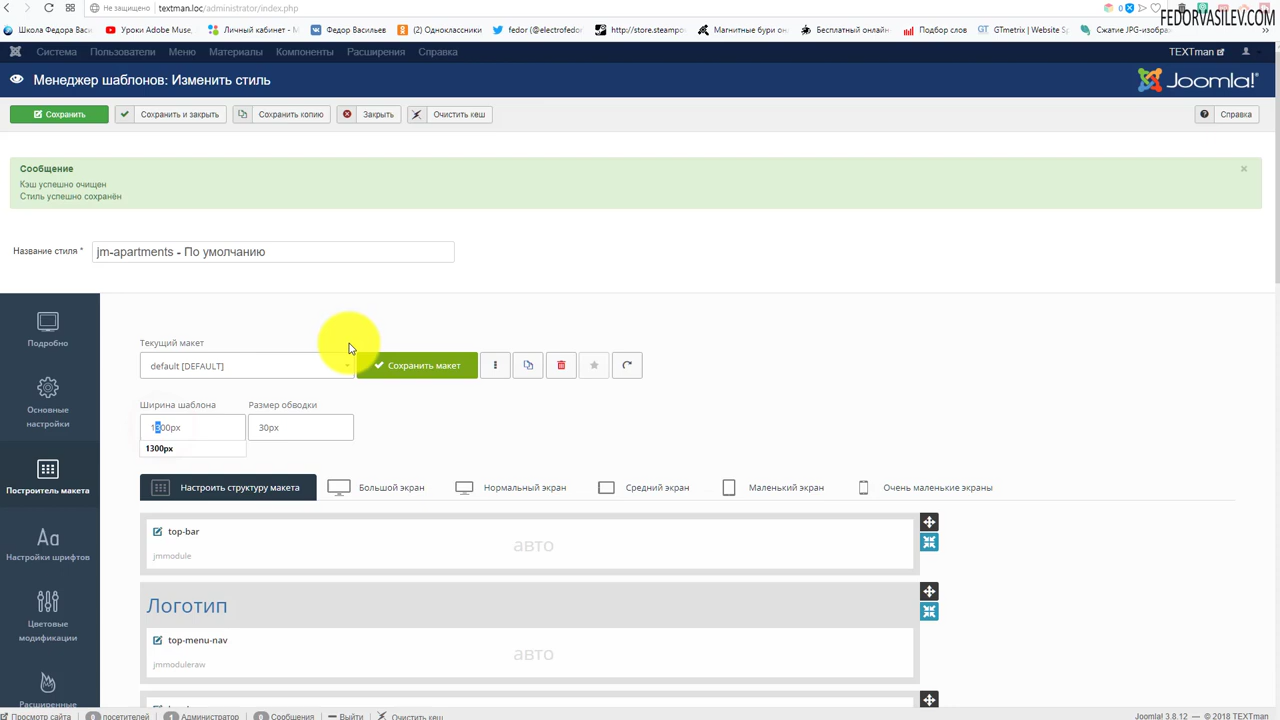 Не защищено textman.loc/administrator/index.php
FEDORVASILEV.COM
Школа Федора Васи Уроки Adobe Muse, Личный кабинет - М Федор Васильев (2) Одноклассники fedor (@electrofedor http://store.steampo Магнитные бури он Бесплатный онлайн Подбор слов GTmetrix | Website Sp Сжатие JPG-изобра
Система Пользователи Меню Материалы Компоненты Расширения Справка TEXTman
Менеджер шаблонов: Изменить стиль Joomla!
Сохранить Сохранить и закрыть Сохранить копию Закрыть Очистить кеш Справка
Сообщение
Кэш успешно очищен
Стиль успешно сохранён
Название стиля * jm-apartments - По умолчанию
Подробно
Основные настройки
Построитель макета
Настройки шрифтов
Цветовые модификации
Расширенные
Текущий макет
default [DEFAULT] Сохранить макет
Ширина шаблона Размер обводки
1300px 30px
1300px
Настроить структуру макета Большой экран Нормальный экран Средний экран Маленький экран Очень маленькие экраны
top-bar
авто
jmmodule
Логотип
top-menu-nav
авто
jmmoduleraw
Просмотр сайта 0 посетителей 1 Администратор 0 Сообщения Выйти Очистить кеш Joomla! 3.8.12 — © 2018 TEXTman